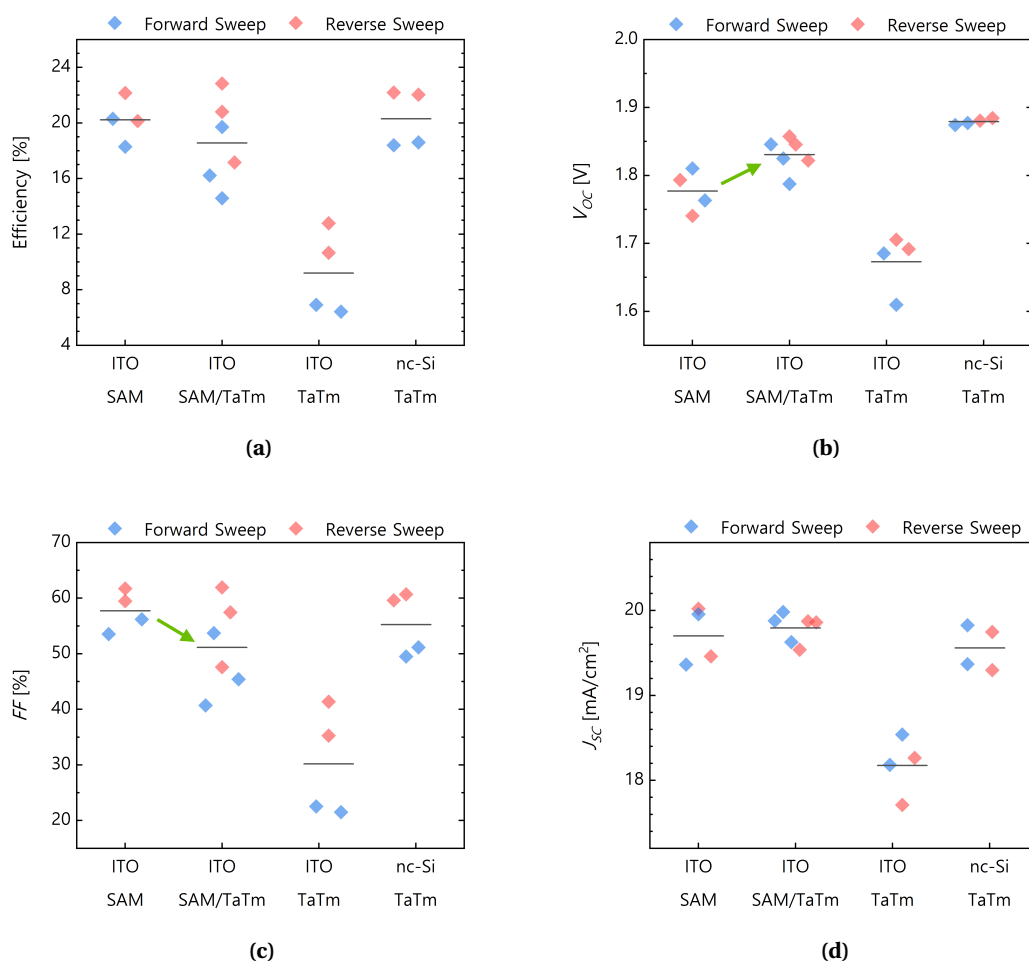 Forward Sweep Reverse Sweep
Efficiency [%]
24
20
16
12
8
4
ITO ITO ITO nc-Si
SAM SAM/TaTm TaTm TaTm
(a)
Forward Sweep Reverse Sweep
V_OC [V]
2.0
1.9
1.8
1.7
1.6
ITO ITO ITO nc-Si
SAM SAM/TaTm TaTm TaTm
(b)
Forward Sweep Reverse Sweep
FF [%]
70
60
50
40
30
20
ITO ITO ITO nc-Si
SAM SAM/TaTm TaTm TaTm
(c)
Forward Sweep Reverse Sweep
J_SC [mA/cm²]
20
19
18
ITO ITO ITO nc-Si
SAM SAM/TaTm TaTm TaTm
(d)